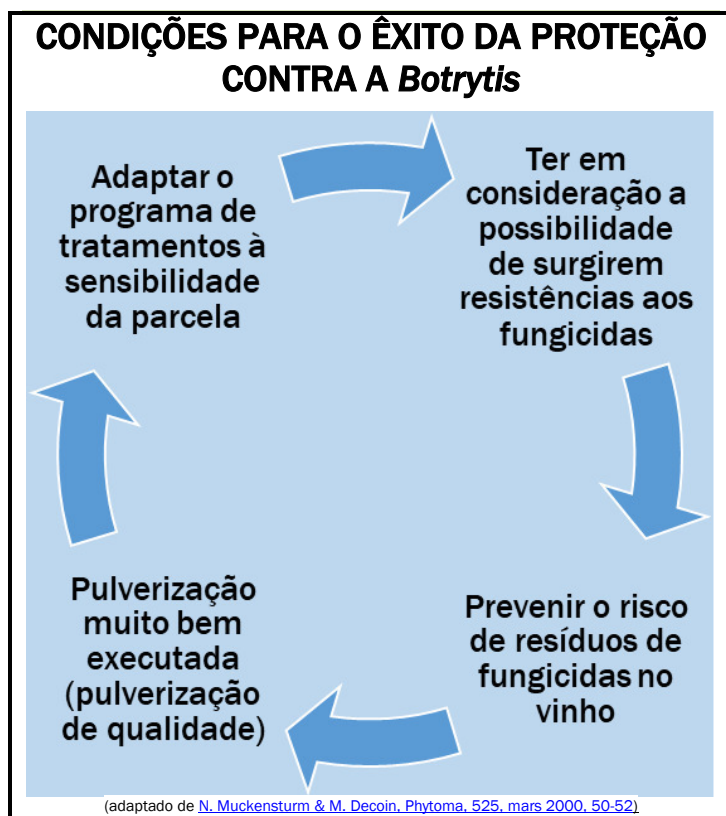 CONDIÇÕES PARA O ÊXITO DA PROTEÇÃO
CONTRA A Botrytis
Adaptar o
programa de
tratamentos à
sensibilidade
da parcela
Ter em
consideração a
possibilidade
de surgirem
resistências aos
fungicidas
Prevenir o risco
de resíduos de
fungicidas no
vinho
Pulverização
muito bem
executada
(pulverização
de qualidade)
(adaptado de N. Muckensturm & M. Decoin, Phytoma, 525, mars 2000, 50-52)